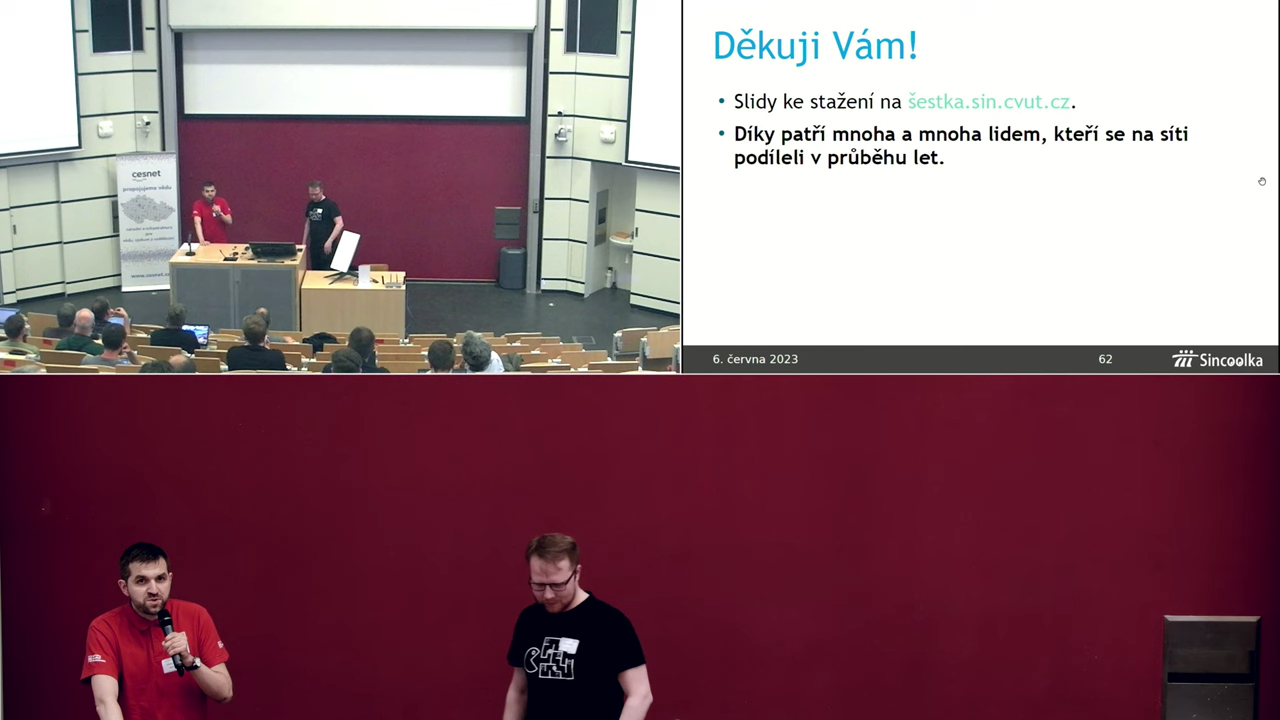 cesnet
propojujeme vědu
Děkuji Vám!
• Slidy ke stažení na šestka.sin.cvut.cz.
• Díky patří mnoha a mnoha lidem, kteří se na síti
podíleli v průběhu let.
6. června 2023
62
Sincoolka